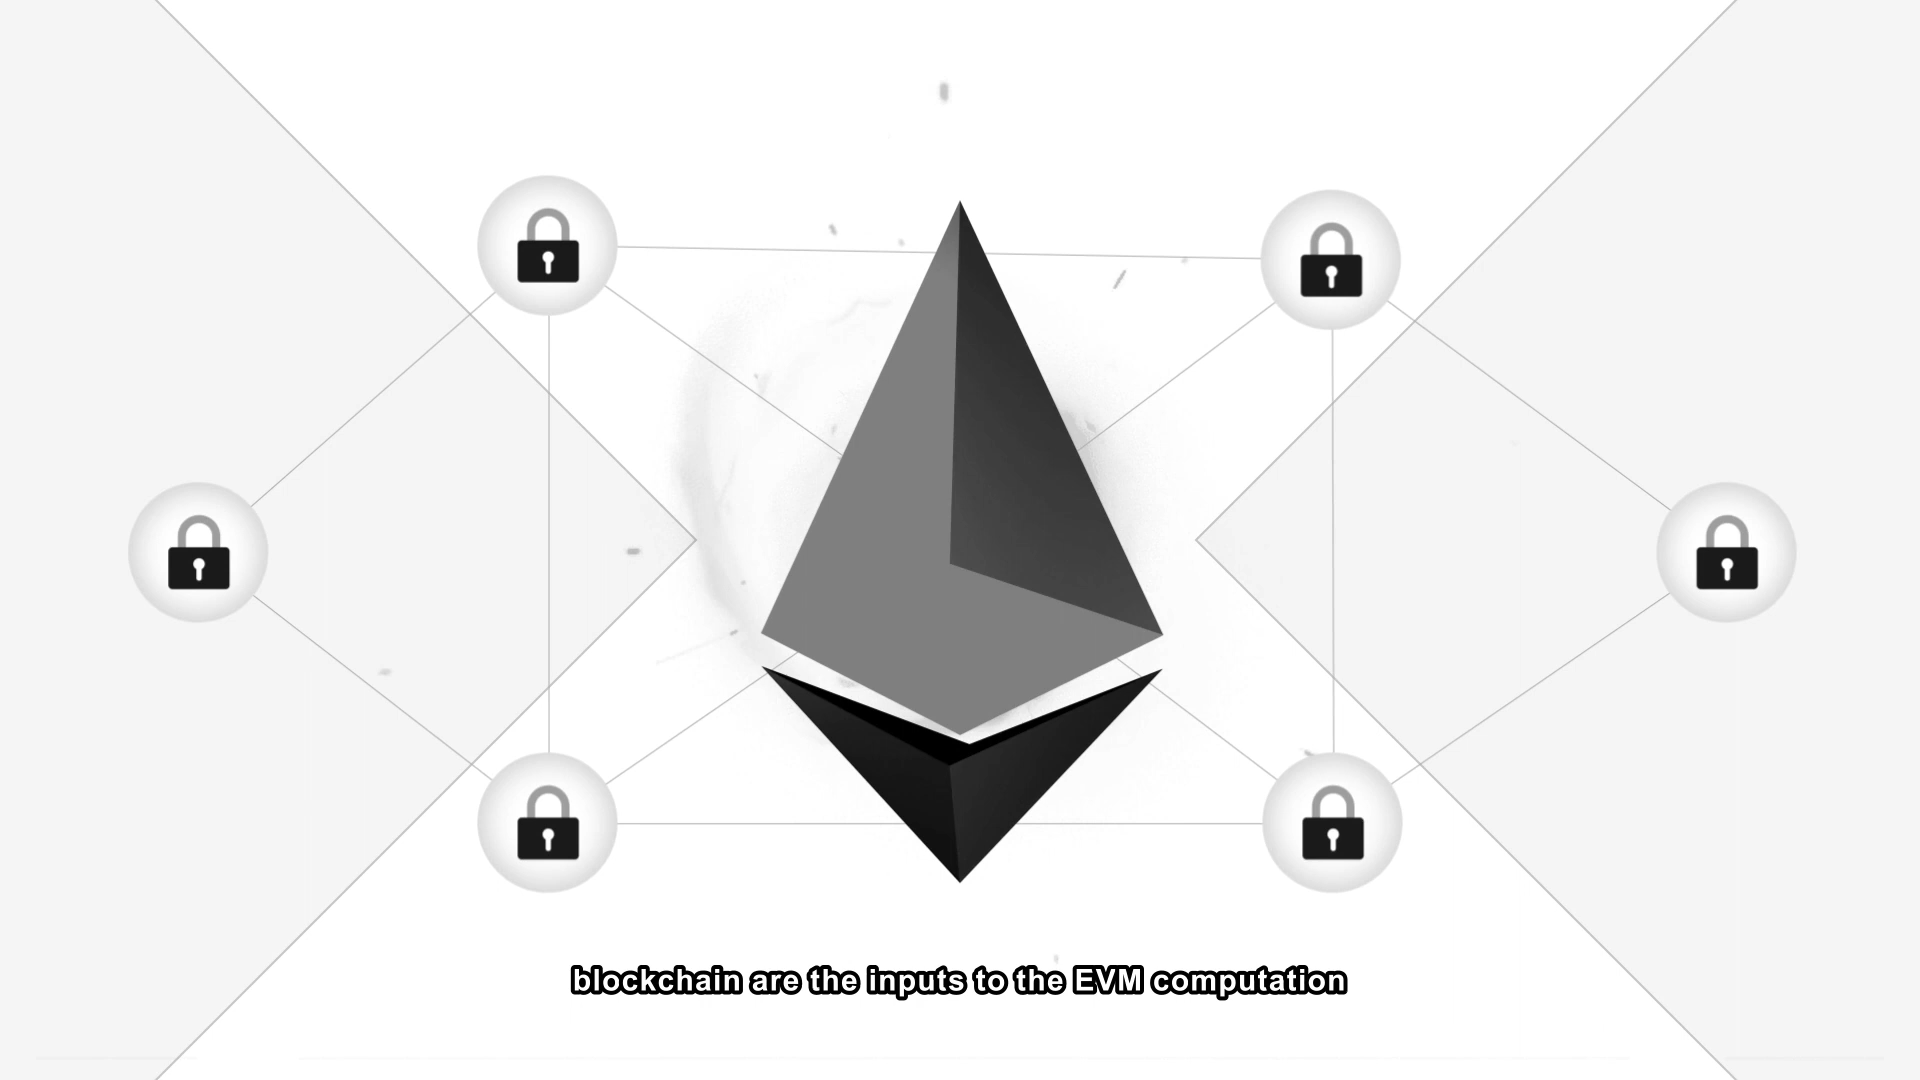 blockchain are the inputs to the EVM computation